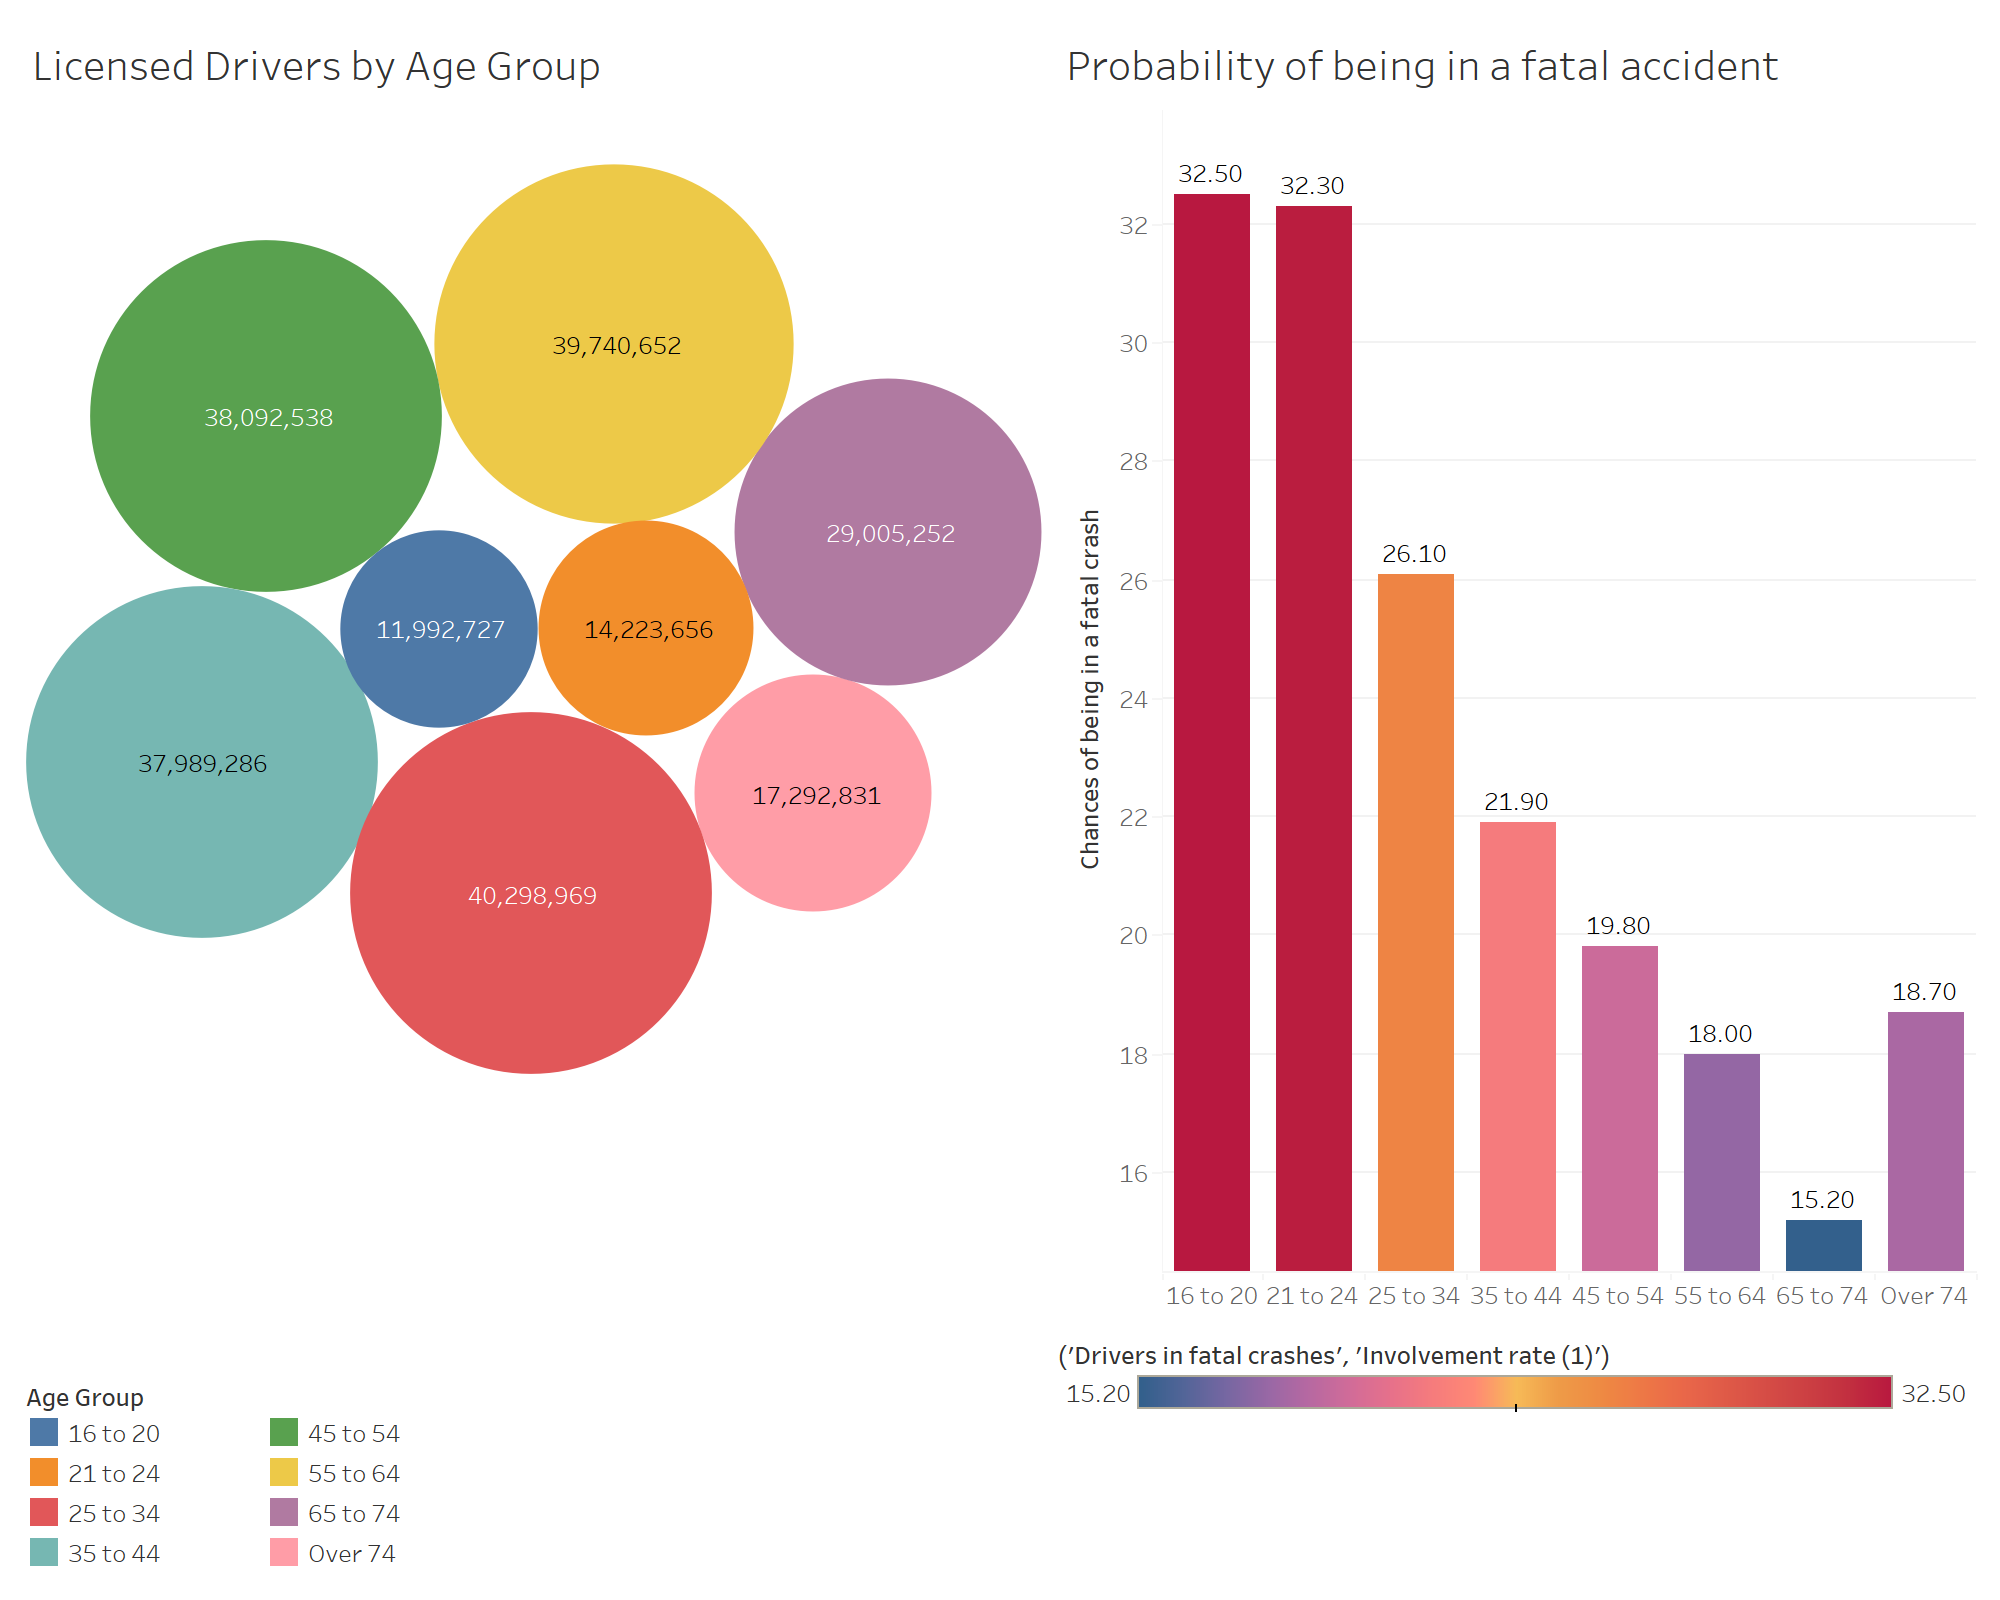 Licensed Drivers by Age Group
39,740,652
38,092,538
29,005,252
11,992,727
14,223,656
37,989,286
17,292,831
40,298,969
Age Group
16 to 20
21 to 24
25 to 34
35 to 44
45 to 54
55 to 64
65 to 74
Over 74
Probability of being in a fatal accident
Chances of being in a fatal crash
32
30
28
26
24
22
20
18
16
32.50
32.30
26.10
21.90
19.80
18.00
15.20
18.70
16 to 20
21 to 24
25 to 34
35 to 44
45 to 54
55 to 64
65 to 74
Over 74
('Drivers in fatal crashes', 'Involvement rate (1)')
15.20
32.50